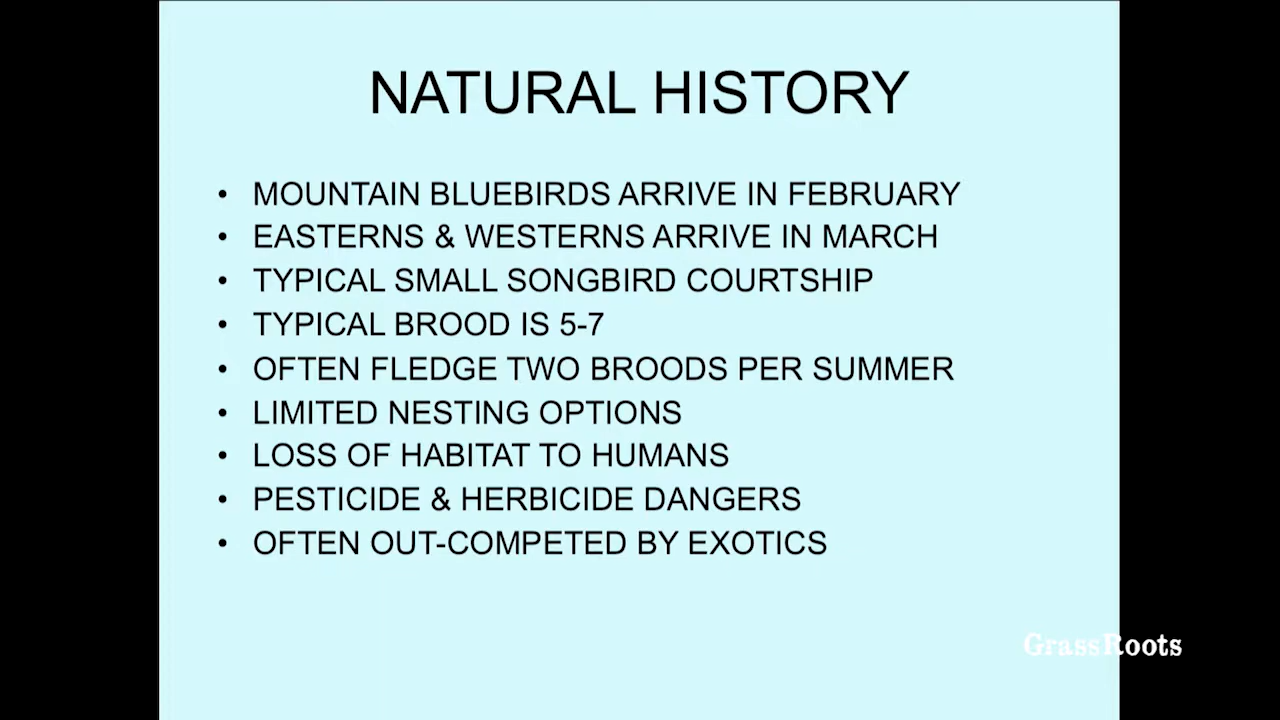 NATURAL HISTORY
• MOUNTAIN BLUEBIRDS ARRIVE IN FEBRUARY
• EASTERNS & WESTERNS ARRIVE IN MARCH
• TYPICAL SMALL SONGBIRD COURTSHIP
• TYPICAL BROOD IS 5-7
• OFTEN FLEDGE TWO BROODS PER SUMMER
• LIMITED NESTING OPTIONS
• LOSS OF HABITAT TO HUMANS
• PESTICIDE & HERBICIDE DANGERS
• OFTEN OUT-COMPETED BY EXOTICS
GrassRoots